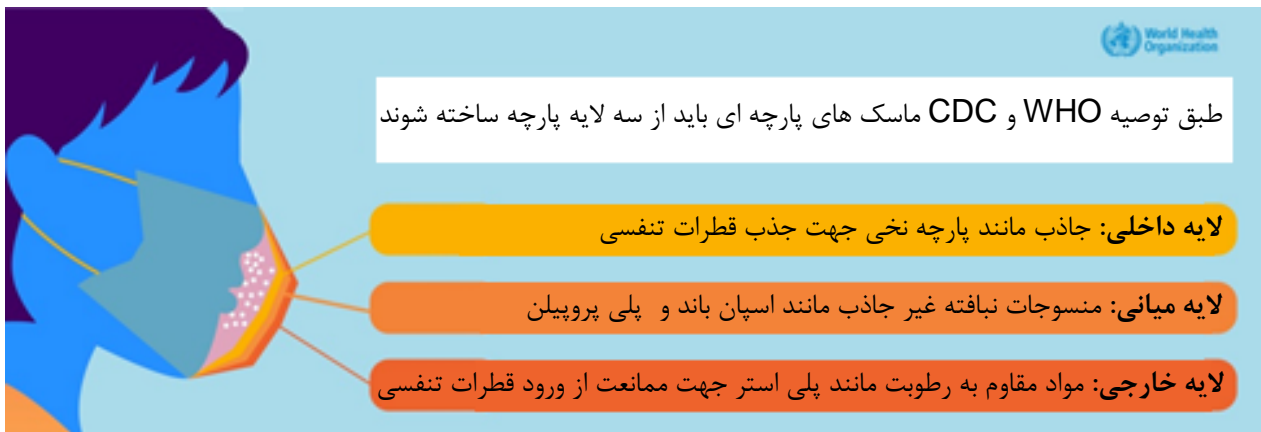 World Health
Organization
طبق توصیه WHO و CDC ماسک های پارچه ای باید از سه لایه پارچه ساخته شوند
لایه داخلی: جاذب مانند پارچه نخی جهت جذب قطرات تنفسی
لایه میانی: منسوجات نبافته غیر جاذب مانند اسپان باند و پلی پروپیلن
لایه خارجی: مواد مقاوم به رطوبت مانند پلی استر جهت ممانعت از ورود قطرات تنفسی